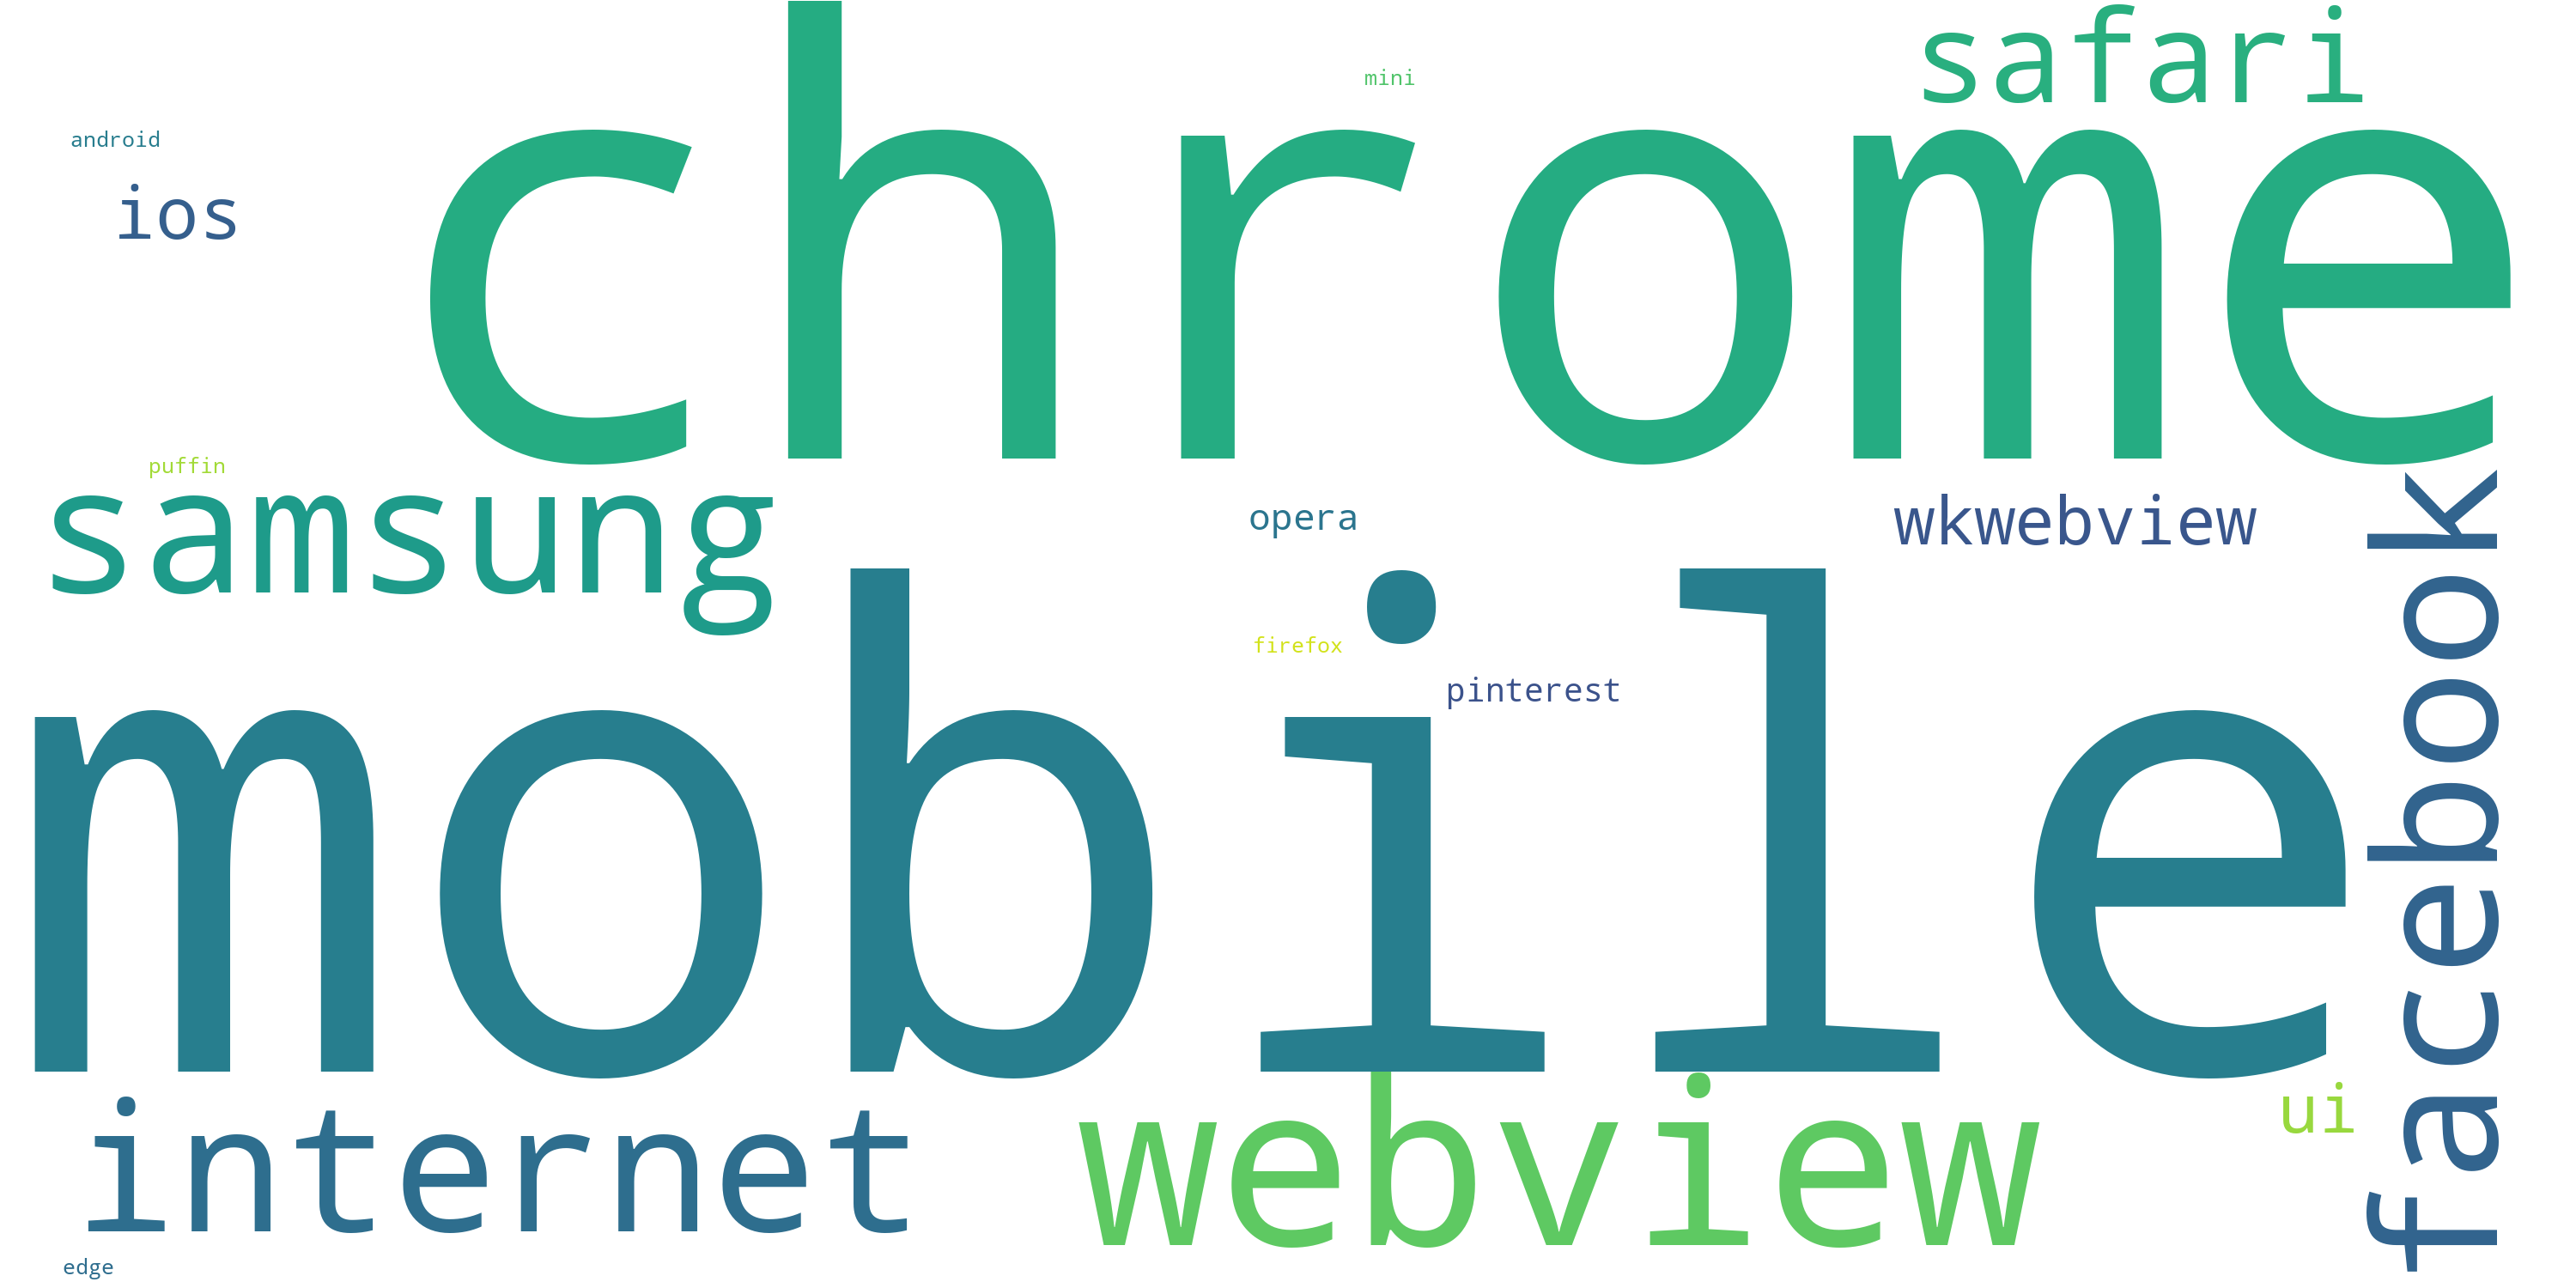 safari
mini
chrome
android
ios
puffin
samsung
opera
wkwebview
facebook
firefox
pinterest
mobile
internet
webview
ui
edge